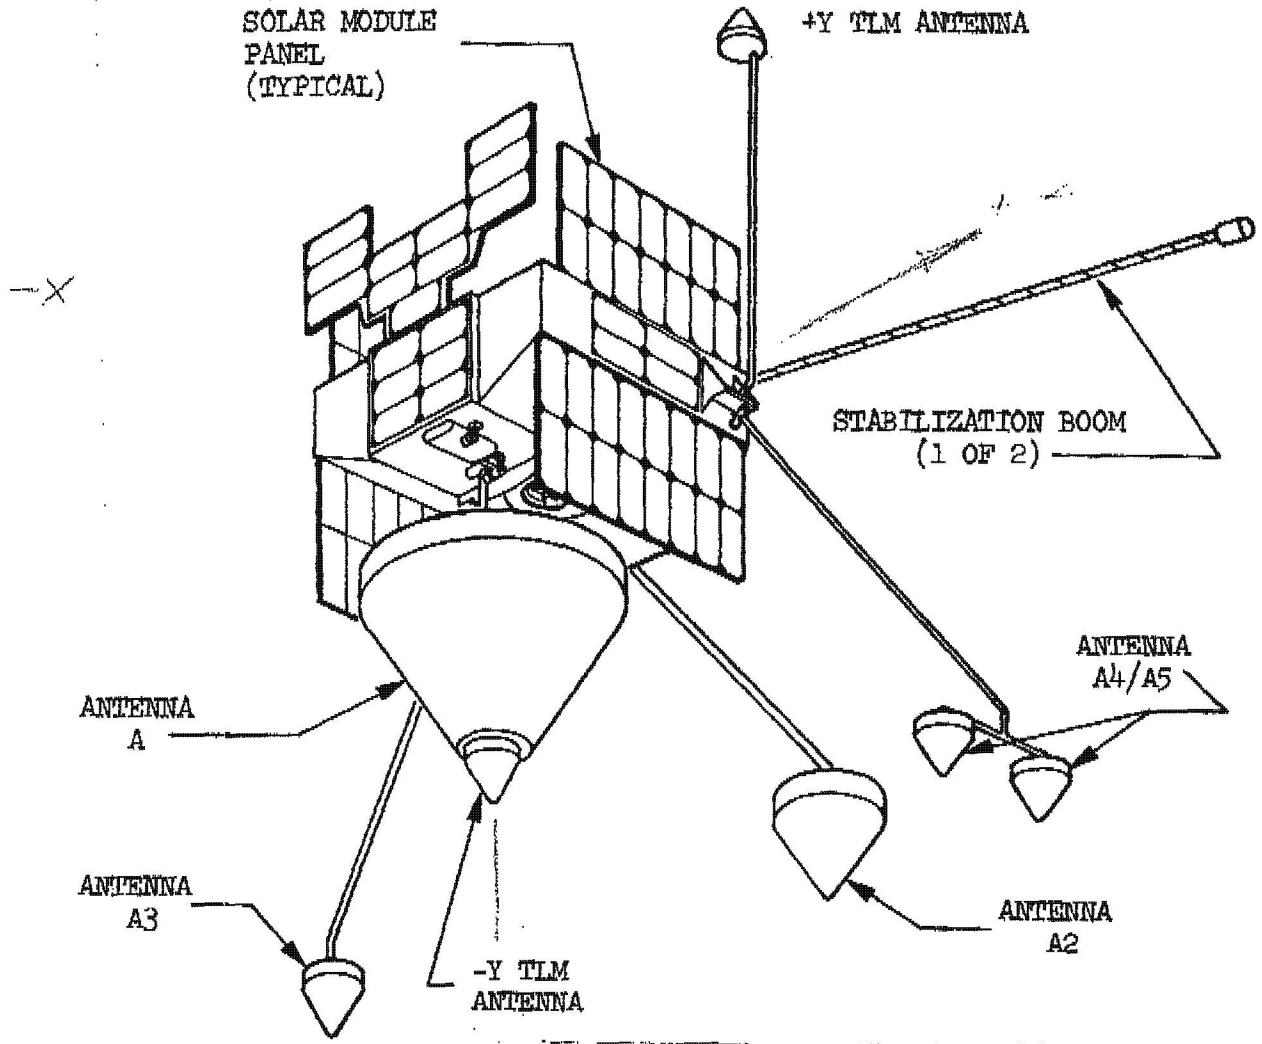 SOLAR MODULE
PANEL
(TYPICAL)
+Y TLM ANTENNA
-X
STABILIZATION BOOM
(1 OF 2)
ANTENNA
A4/A5
ANTENNA
A
ANTENNA
A3
-Y TLM
ANTENNA
ANTENNA
A2